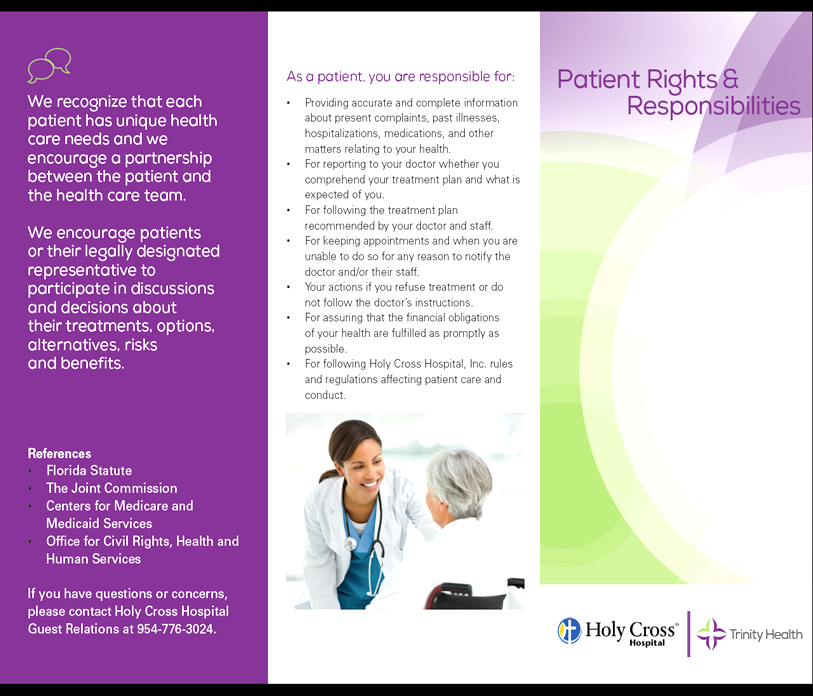 We recognize that each
patient has unique health
care needs and we
encourage a partnership
between the patient and
the health care team.
We encourage patients
or their legally designated
representative to
participate in discussions
and decisions about
their treatments, options,
alternatives, risks
and benefits.
References
• Florida Statute
• The Joint Commission
• Centers for Medicare and
Medicaid Services
• Office for Civil Rights, Health and
Human Services
If you have questions or concerns,
please contact Holy Cross Hospital
Guest Relations at 954-776-3024.
As a patient, you are responsible for:
• Providing accurate and complete information
about present complaints, past illnesses,
hospitalizations, medications, and other
matters relating to your health.
• For reporting to your doctor whether you
comprehend your treatment plan and what is
expected of you.
• For following the treatment plan
recommended by your doctor and staff.
• For keeping appointments and when you are
unable to do so for any reason to notify the
doctor and/or their staff.
• Your actions if you refuse treatment or do
not follow the doctor's instructions.
• For assuring that the financial obligations
of your health are fulfilled as promptly as
possible.
• For following Holy Cross Hospital, Inc. rules
and regulations affecting patient care and
conduct.
Patient Rights &
Responsibilities
Holy Cross™
Hospital
Trinity Health